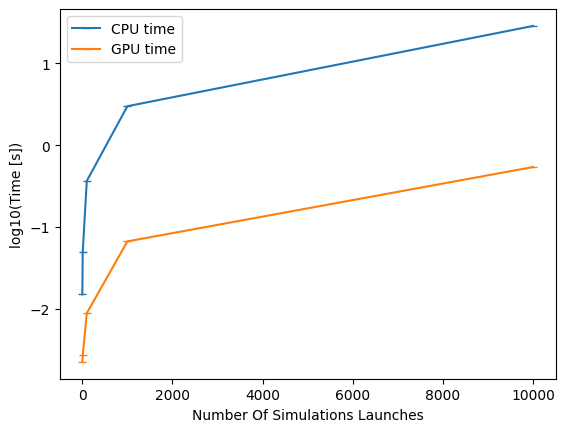 CPU time
GPU time
1
0
−1
−2
log10(Time [s])
0 2000 4000 6000 8000 10000
Number Of Simulations Launches